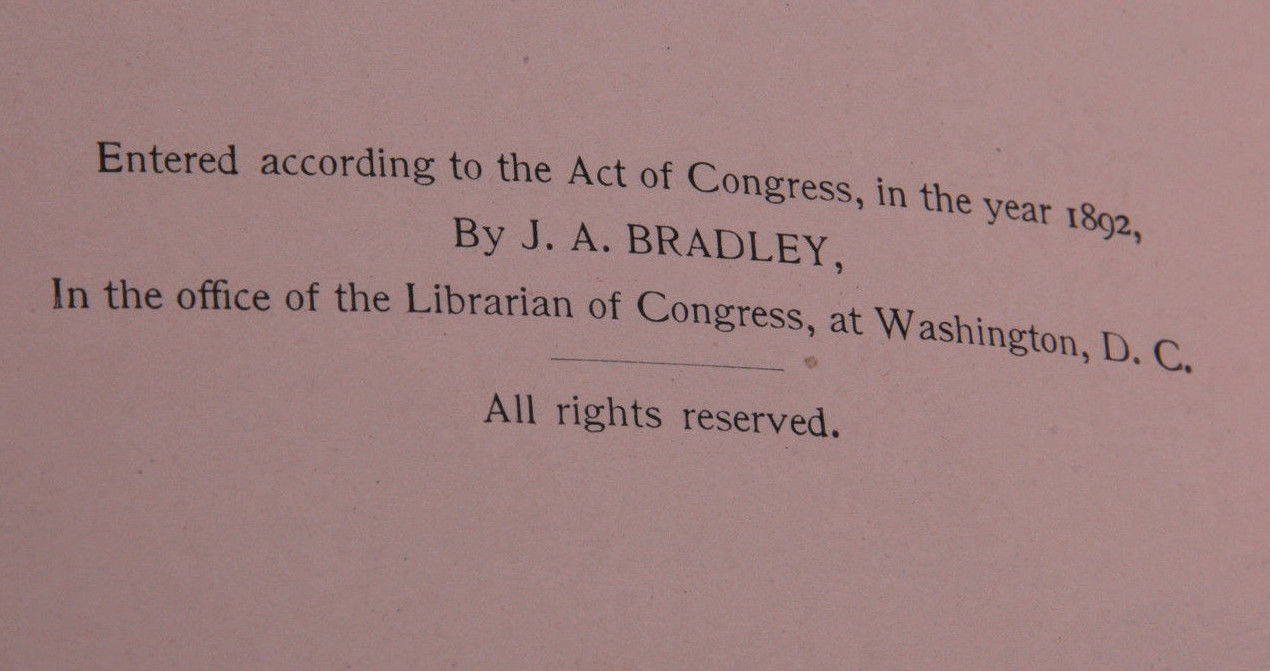 Entered according to the Act of Congress, in the year 1892,
By J. A. BRADLEY,
In the office of the Librarian of Congress, at Washington, D. C.
All rights reserved.